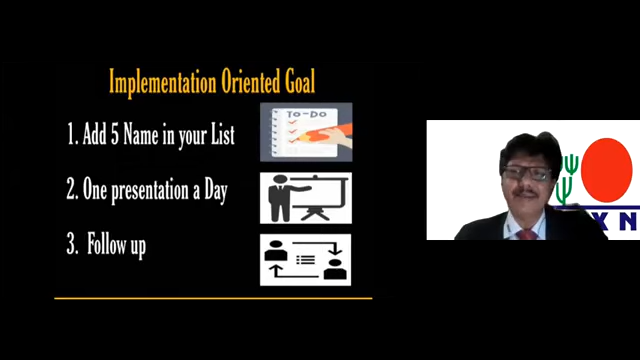 Implementation Oriented Goal
1. Add 5 Name in your List
TO-DO
2. One presentation a Day
3. Follow up
X N